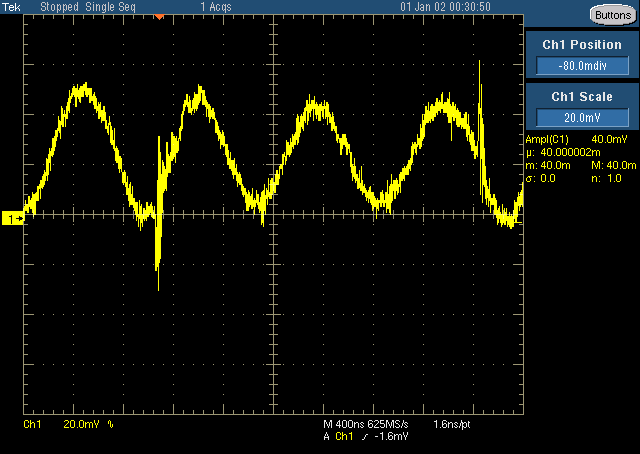 Tek Stopped Single Seq 1 Acqs 01 Jan 02 00:30:50
Buttons
Ch1 Position
-80.0mdiv
Ch1 Scale
20.0mV
Ampl(C1) 40.0mV
µ: 40.000002m
m: 40.0m M: 40.0m
σ: 0.0 n: 1.0
1→
Ch1 20.0mV ∿ M 400ns 625MS/s 1.6ns/pt
A Ch1 ∫ -1.6mV